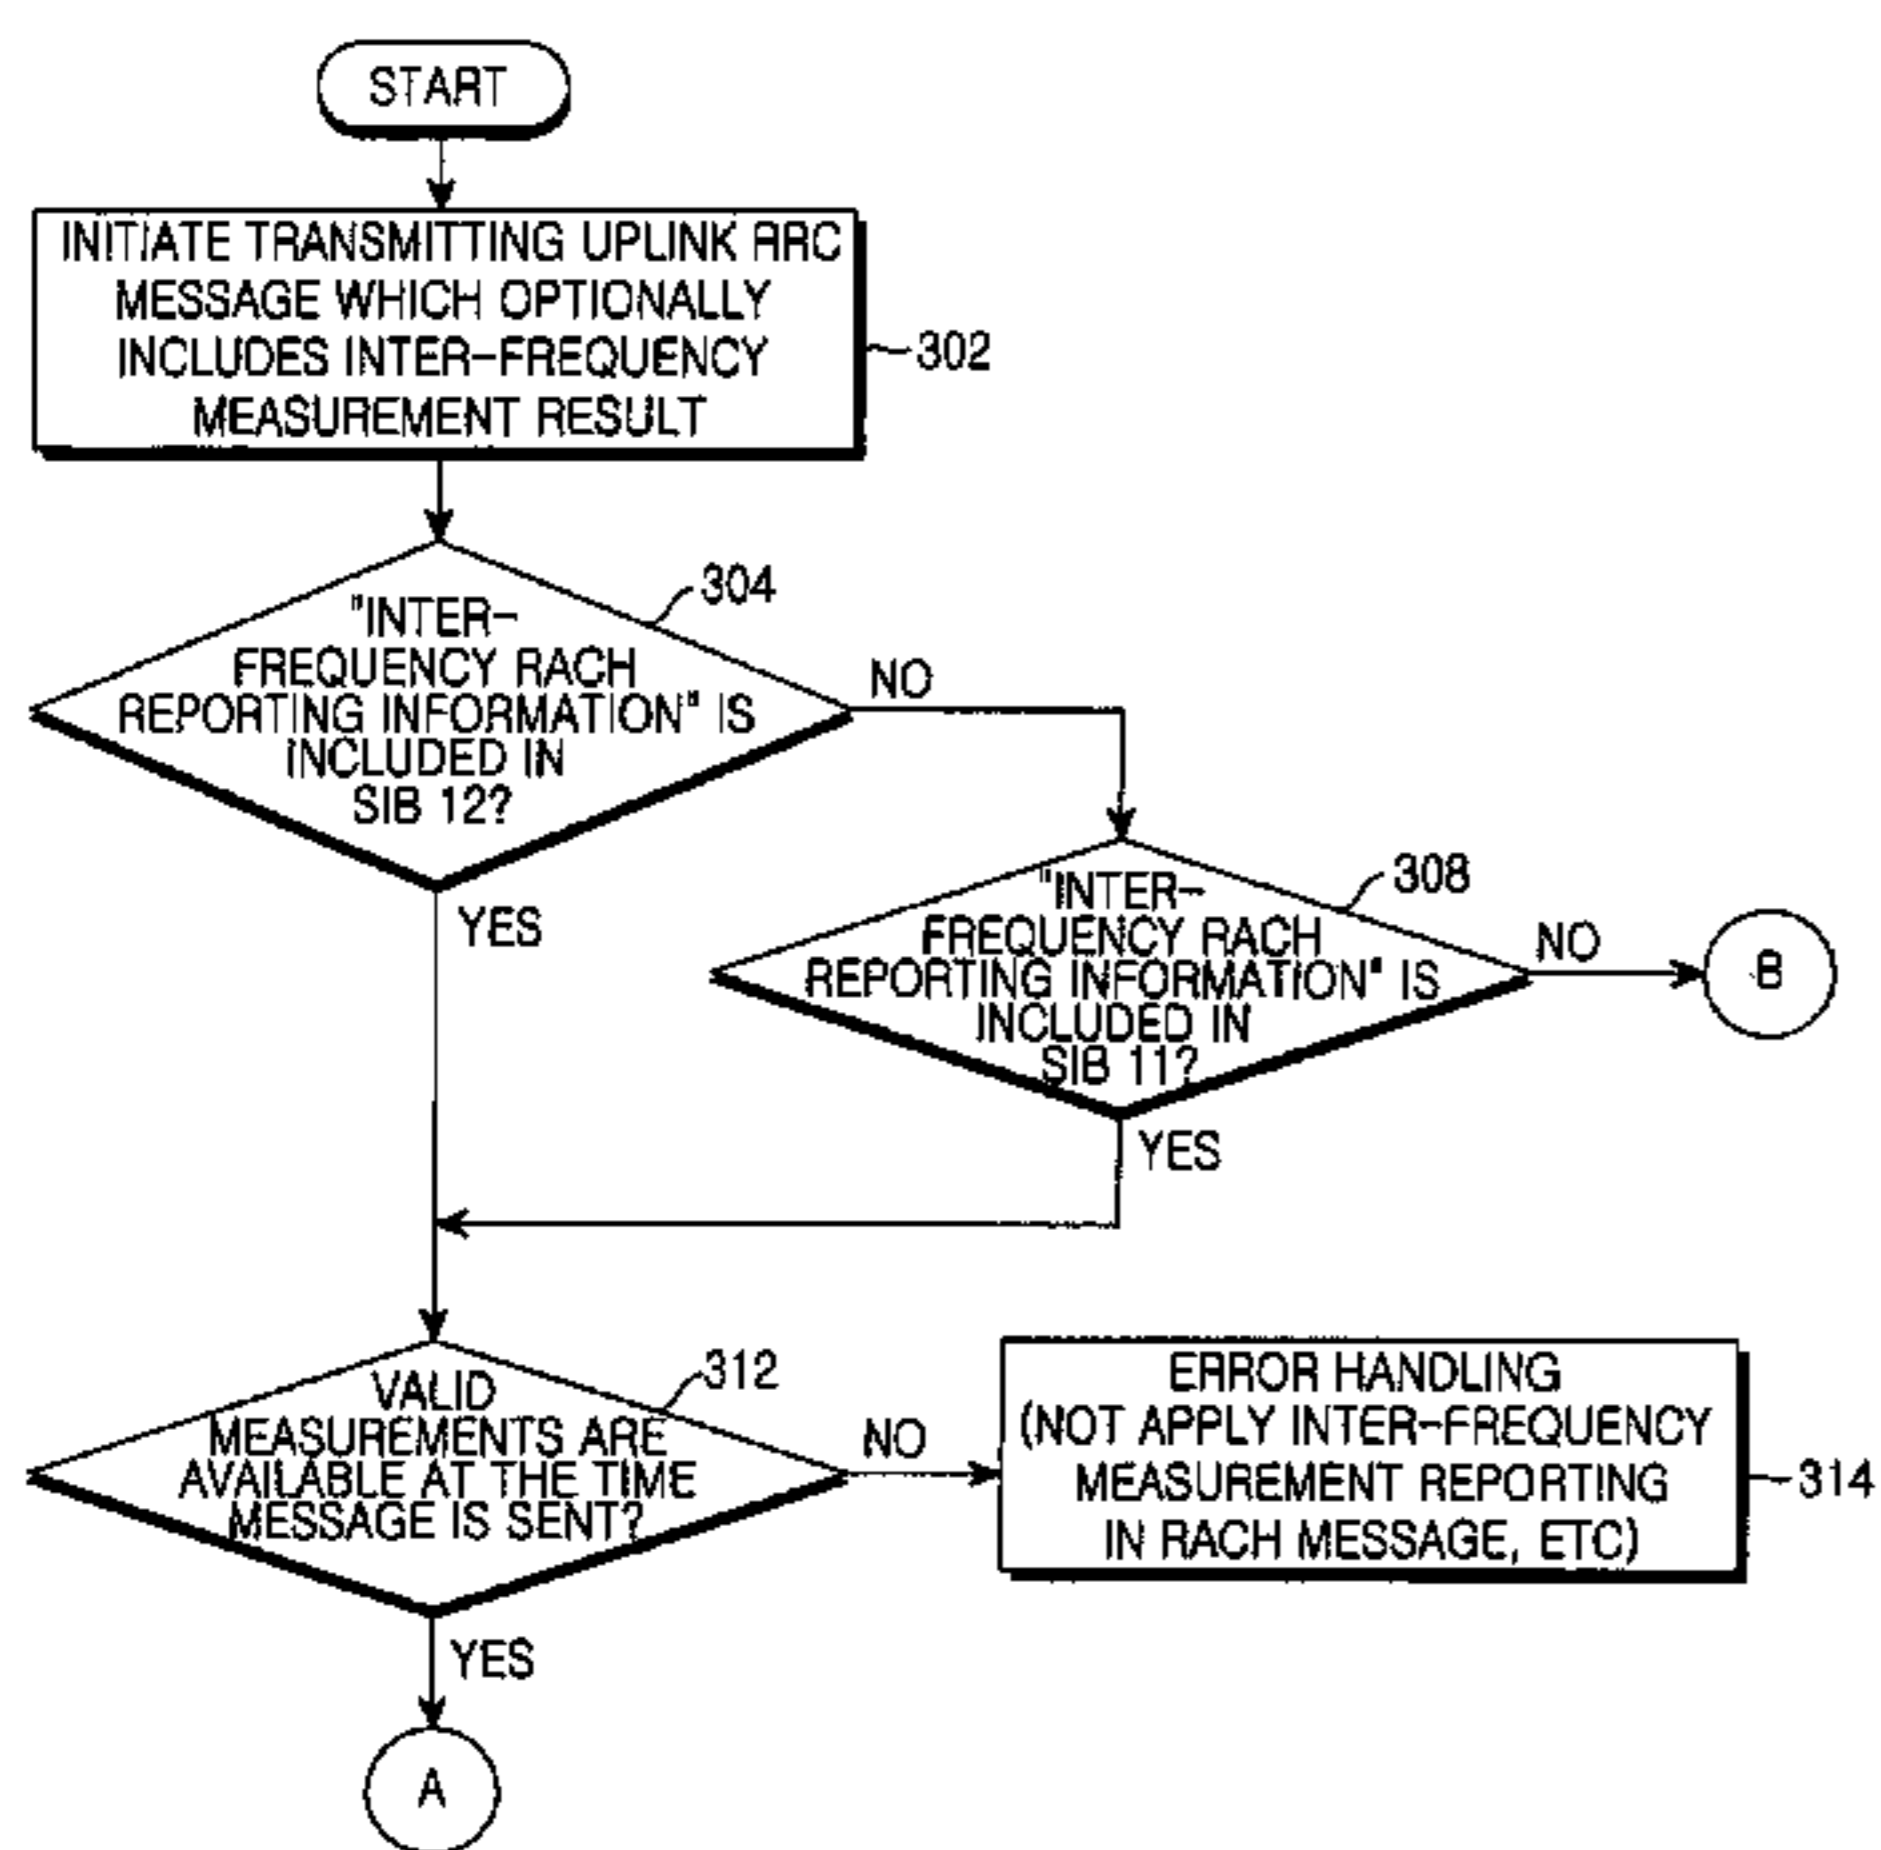 START
INITIATE TRANSMITTING UPLINK RRC
MESSAGE WHICH OPTIONALLY
INCLUDES INTER-FREQUENCY
MEASUREMENT RESULT
302
304
"INTER-
FREQUENCY RACH
REPORTING INFORMATION" IS
INCLUDED IN
SIB 12?
NO
YES
308
"INTER-
FREQUENCY RACH
REPORTING INFORMATION" IS
INCLUDED IN
SIB 11?
NO
B
YES
312
VALID
MEASUREMENTS ARE
AVAILABLE AT THE TIME
MESSAGE IS SENT?
NO
ERROR HANDLING
(NOT APPLY INTER-FREQUENCY
MEASUREMENT REPORTING
IN RACH MESSAGE, ETC)
314
YES
A